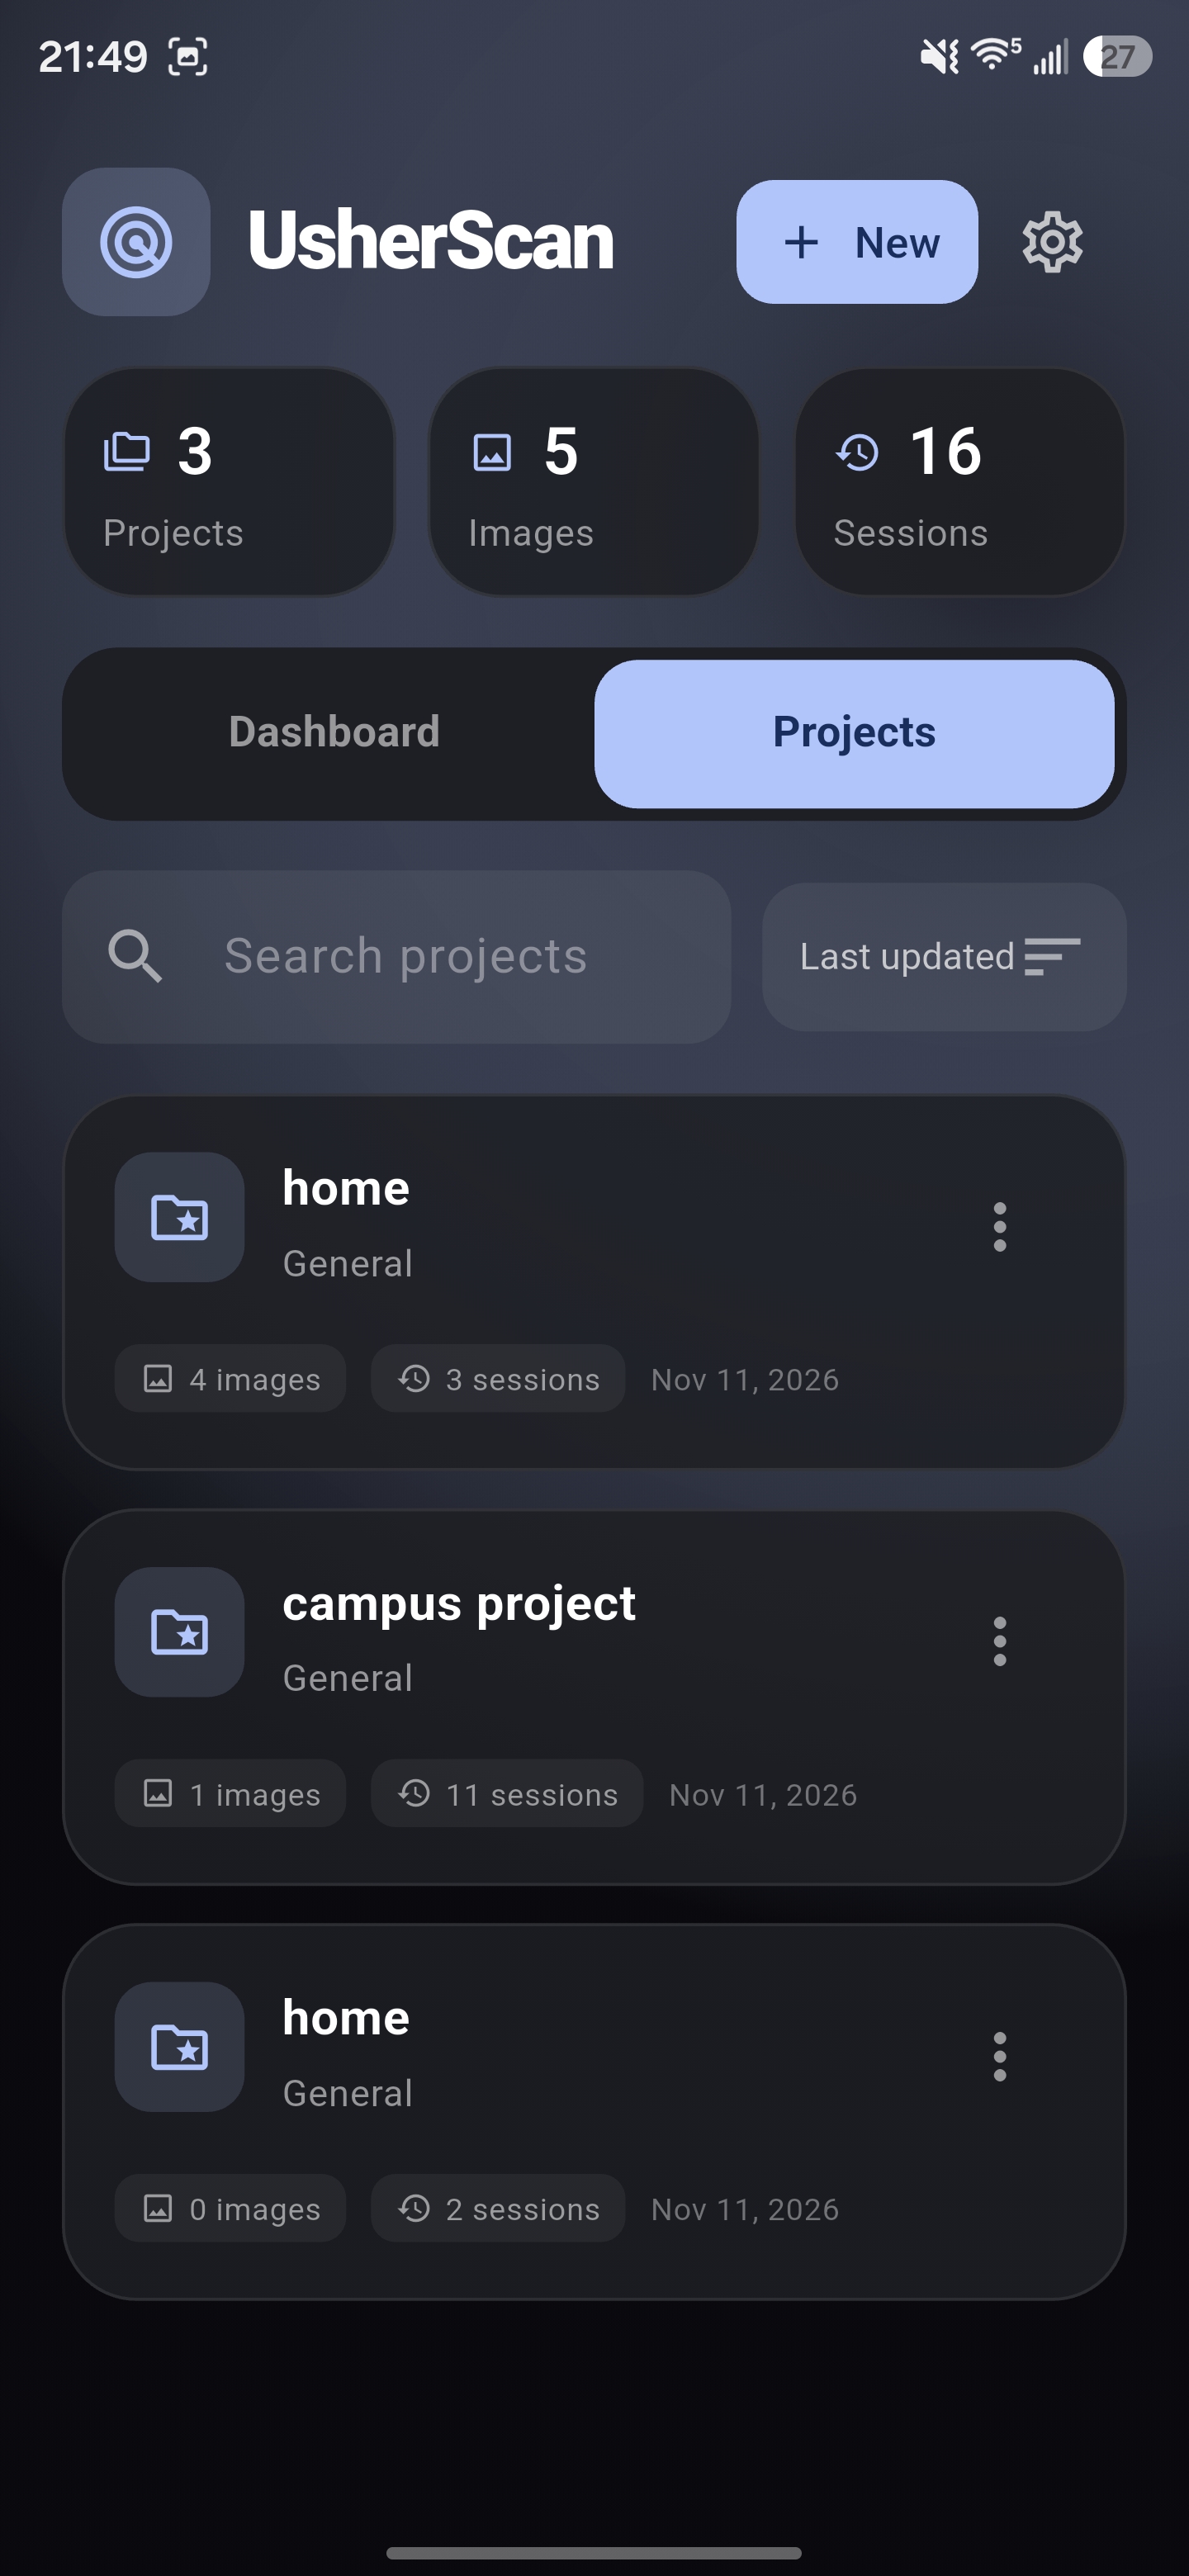 21:49 5 27
UsherScan + New
3 5 16
Projects Images Sessions
Dashboard Projects
Search projects Last updated
home
General
4 images 3 sessions Nov 11, 2026
campus project
General
1 images 11 sessions Nov 11, 2026
home
General
0 images 2 sessions Nov 11, 2026